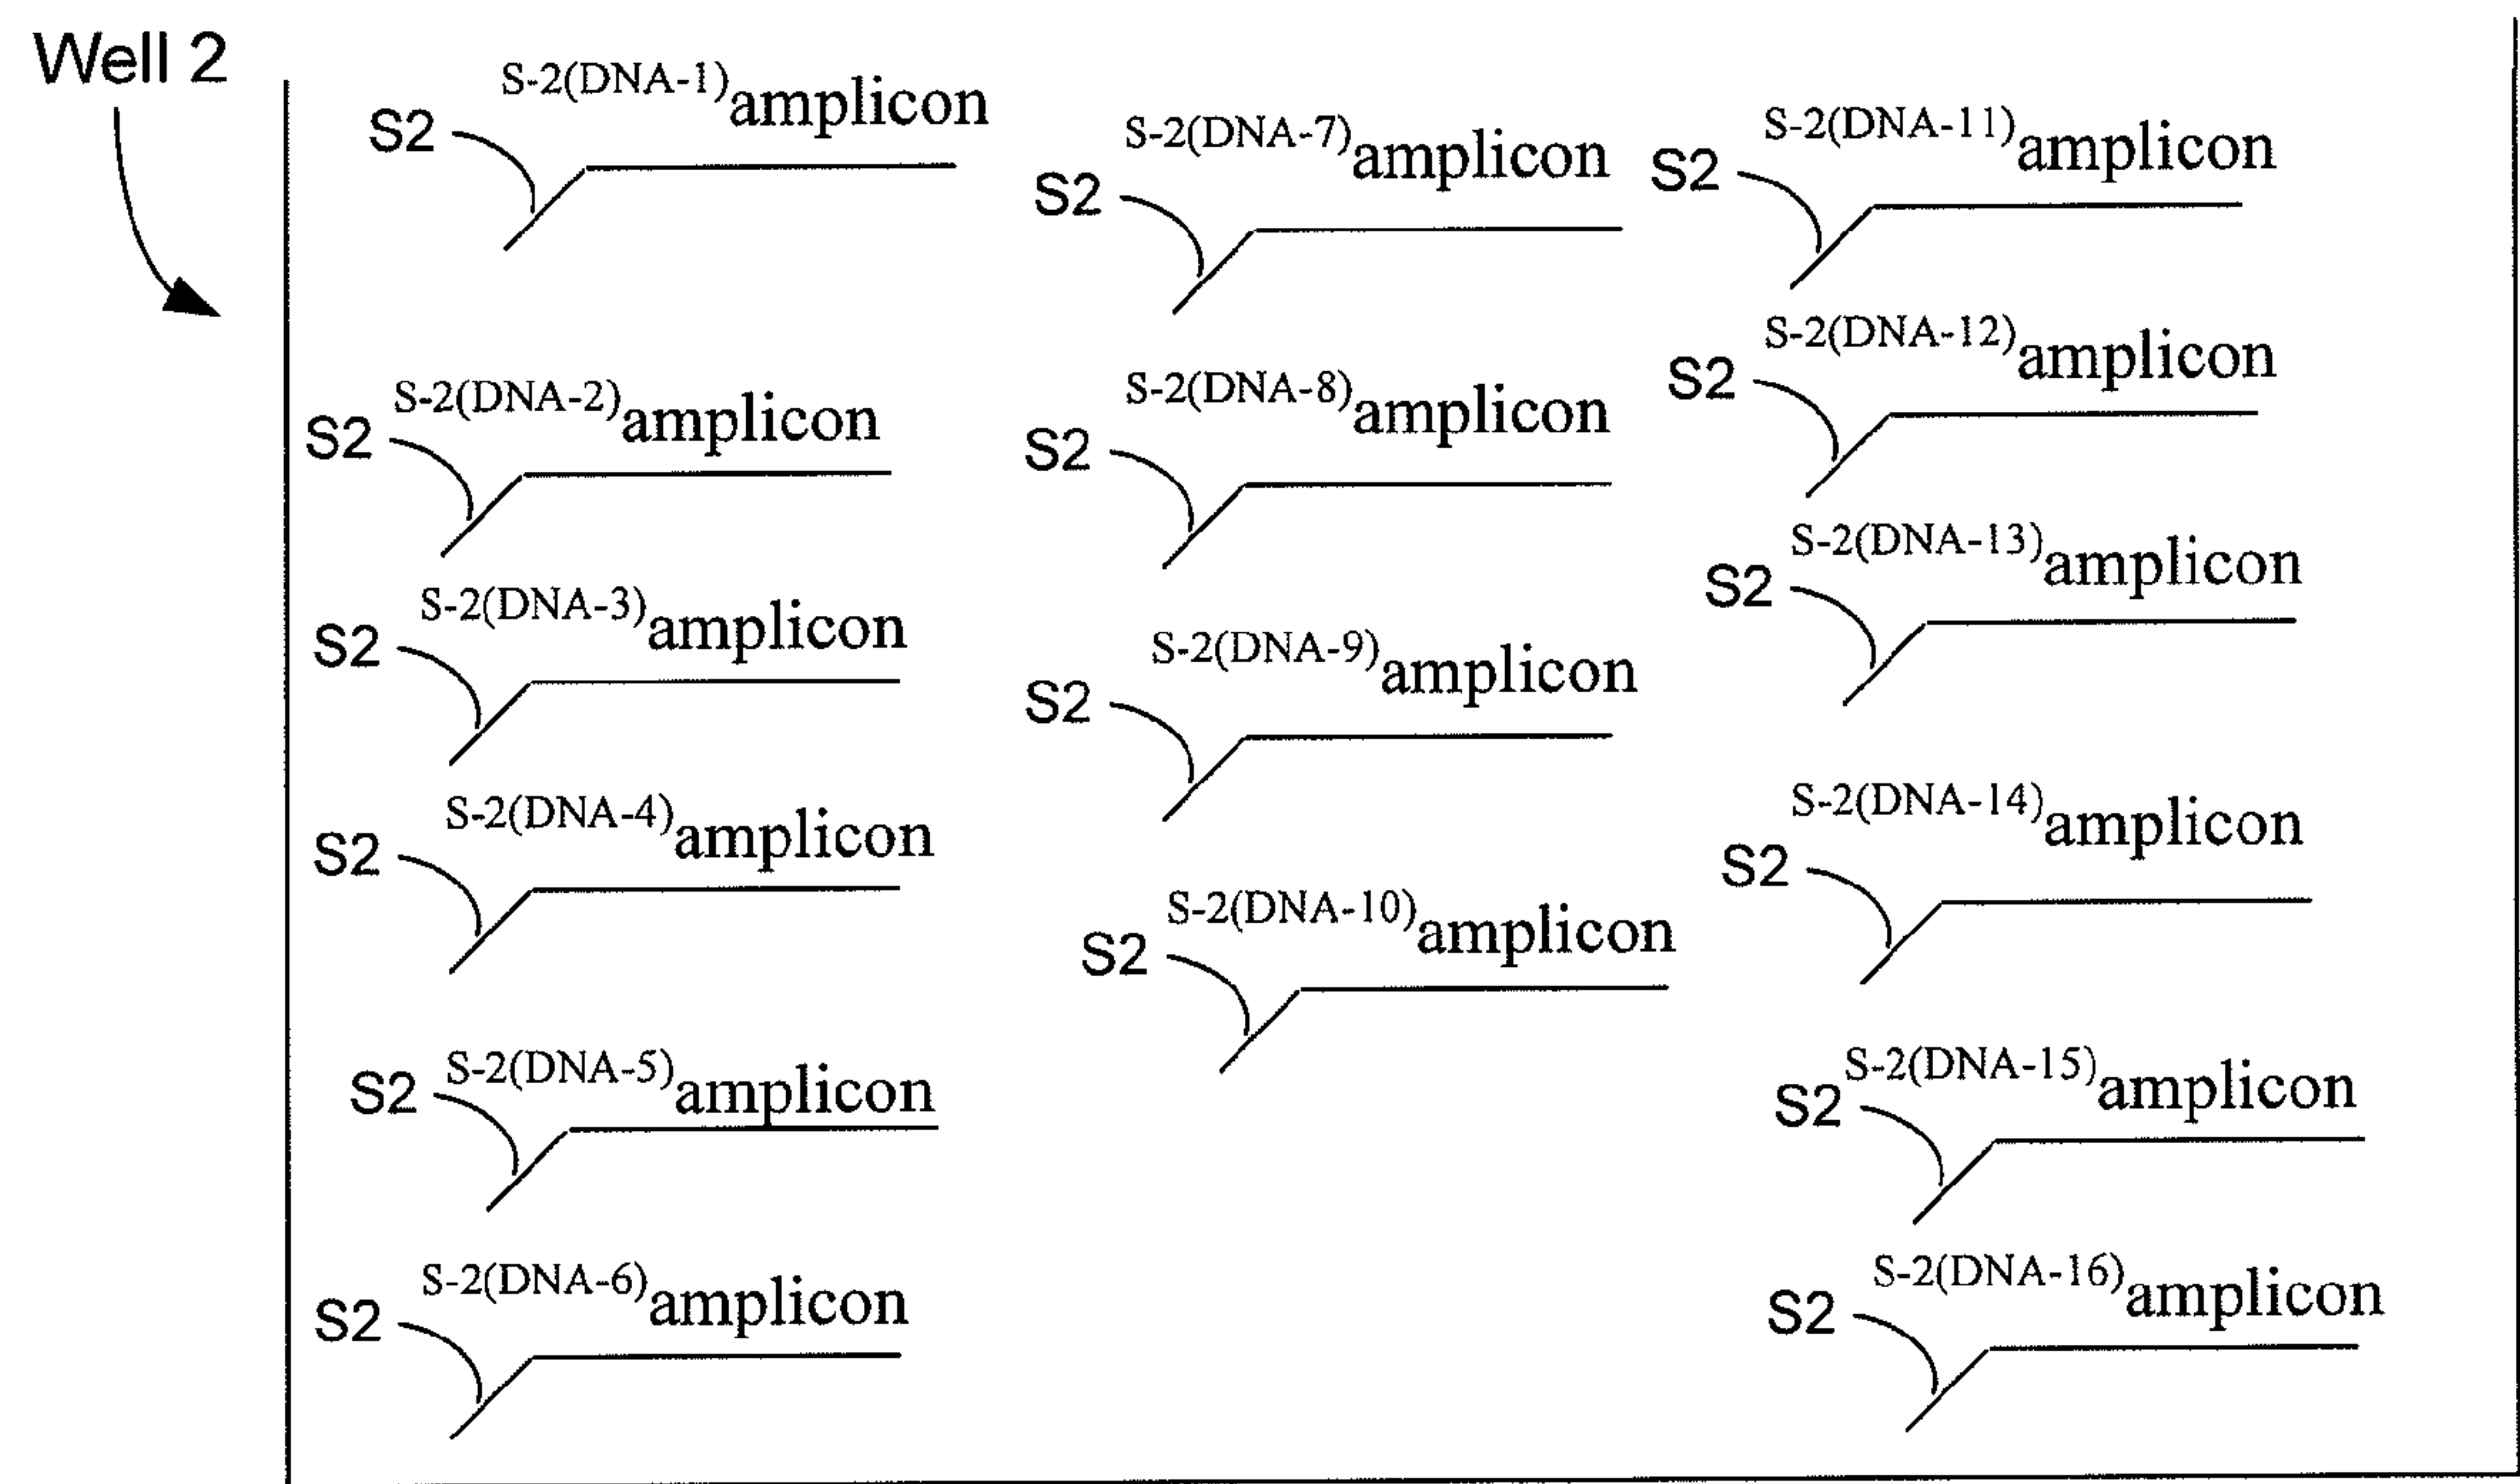 Well 2
S2 S-2(DNA-1)amplicon
S2 S-2(DNA-2)amplicon
S2 S-2(DNA-3)amplicon
S2 S-2(DNA-4)amplicon
S2 S-2(DNA-5)amplicon
S2 S-2(DNA-6)amplicon
S2 S-2(DNA-7)amplicon
S2 S-2(DNA-8)amplicon
S2 S-2(DNA-9)amplicon
S2 S-2(DNA-10)amplicon
S2 S-2(DNA-11)amplicon
S2 S-2(DNA-12)amplicon
S2 S-2(DNA-13)amplicon
S2 S-2(DNA-14)amplicon
S2 S-2(DNA-15)amplicon
S2 S-2(DNA-16)amplicon